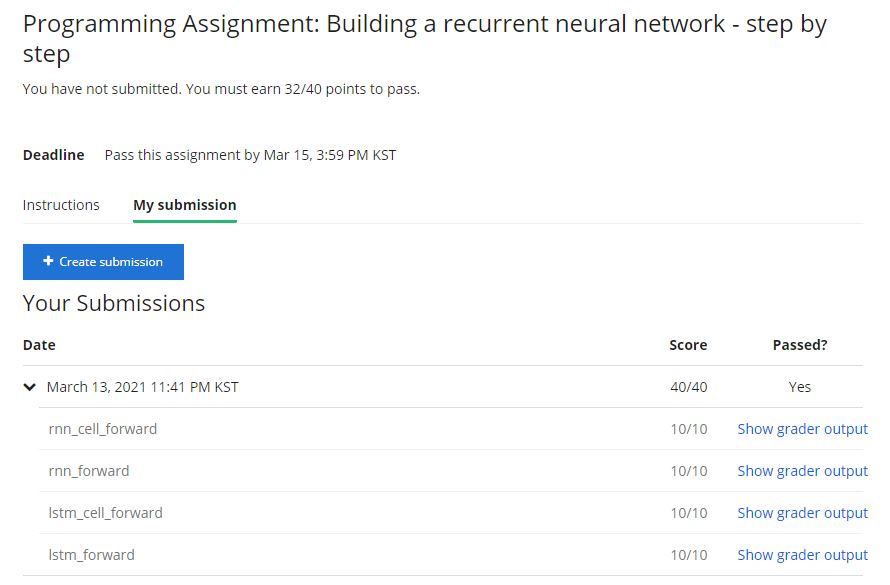 Programming Assignment: Building a recurrent neural network - step by
step
You have not submitted. You must earn 32/40 points to pass.
Deadline Pass this assignment by Mar 15, 3:59 PM KST
Instructions My submission
+ Create submission
Your Submissions
Date Score Passed?
March 13, 2021 11:41 PM KST 40/40 Yes
rnn_cell_forward 10/10 Show grader output
rnn_forward 10/10 Show grader output
lstm_cell_forward 10/10 Show grader output
lstm_forward 10/10 Show grader output